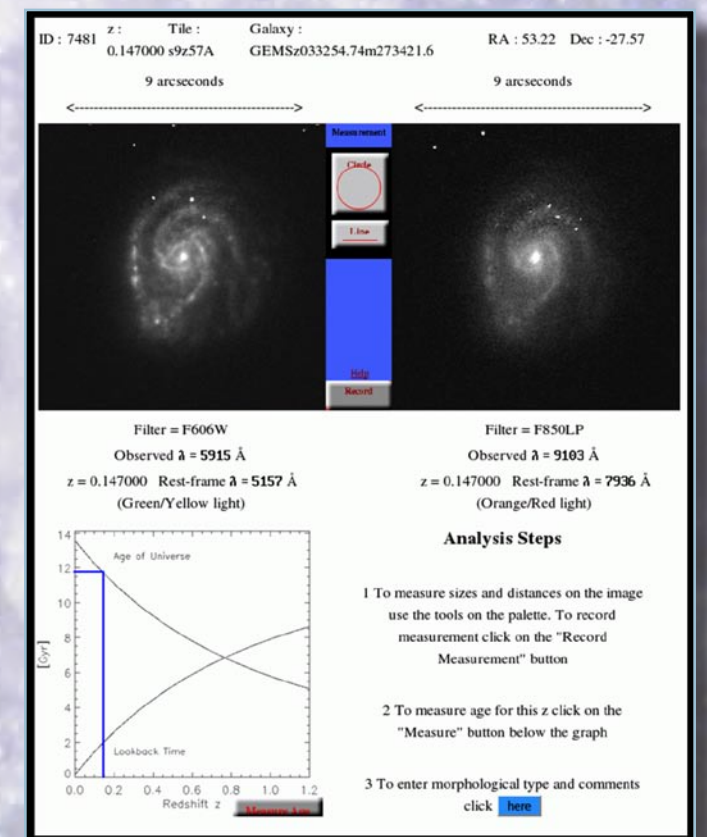 ID : 7481 z : Tile : Galaxy : RA : 53.22 Dec : -27.57
0.147000 s9z57A GEMSz033254.74m273421.6
9 arcseconds 9 arcseconds
<-------------------------------------------> <------------------------------------------->
Measurement
Circle
Line
Help
Record
Filter = F606W
Observed λ = 5915 Å
z = 0.147000 Rest-frame λ = 5157 Å
(Green/Yellow light)
Filter = F850LP
Observed λ = 9103 Å
z = 0.147000 Rest-frame λ = 7936 Å
(Orange/Red light)
14
12
10
8
6
4
2
0
[Gyr]
Age of Universe
Lookback Time
0.0 0.2 0.4 0.6 0.8 1.0 1.2
Redshift z
Measure Age
Analysis Steps
1 To measure sizes and distances on the image
use the tools on the palette. To record
measurement click on the "Record
Measurement" button
2 To measure age for this z click on the
"Measure" button below the graph
3 To enter morphological type and comments
click here